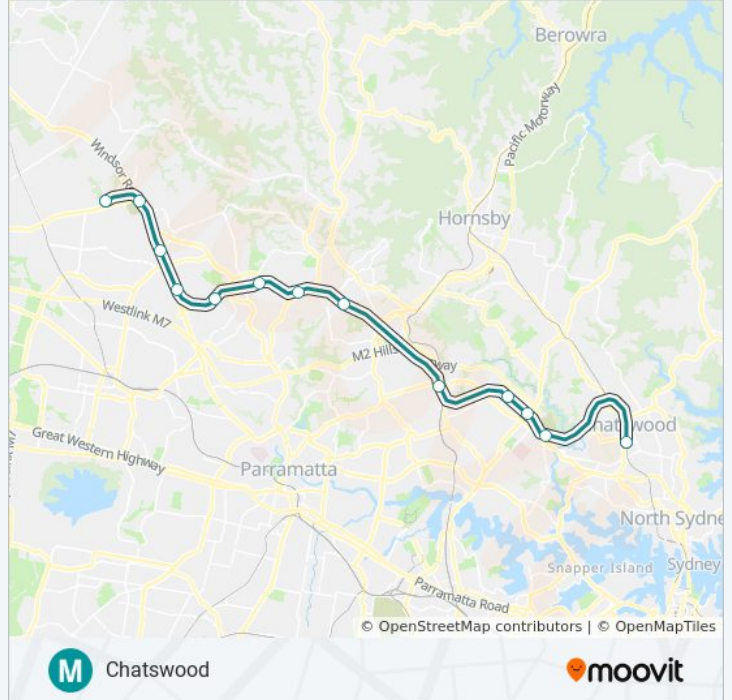 Berowra
Pacific Motorway
Windsor R
Hornsby
Westlink M7
M2 Hills
way
Chatswood
Great Western Highway
Parramatta
North Sydne
Snapper Island
Sydney
Parramatta Road
© OpenStreetMap contributors | © OpenMapTiles
M Chatswood
moovit